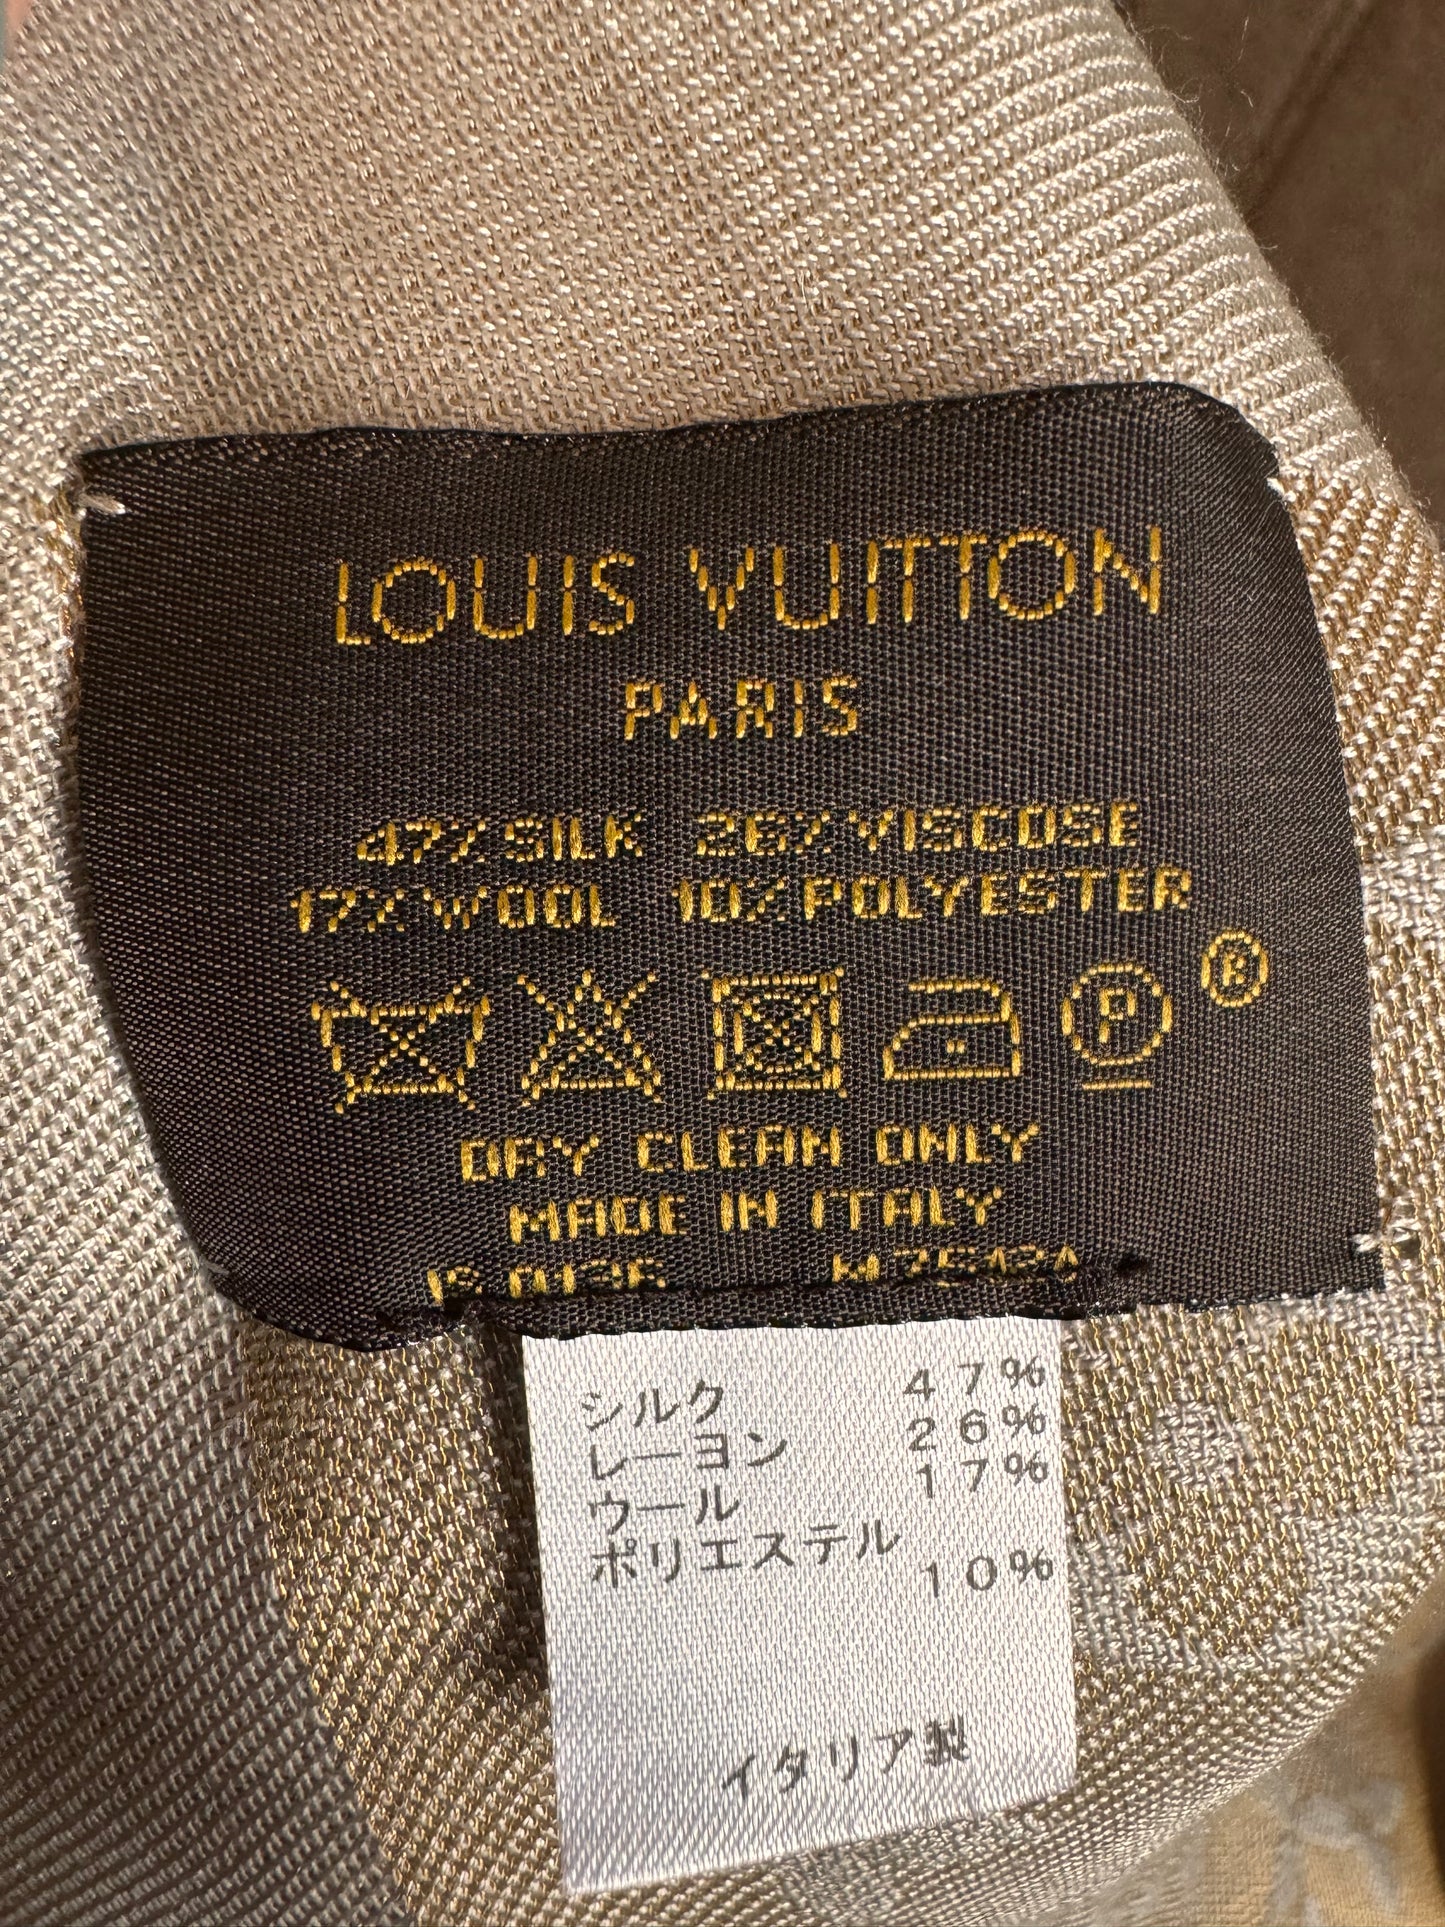 LOUIS VUITTON
PARIS
47% SILK 26% VISCOSE
17% WOOL 10% POLYESTER
P ®
DRY CLEAN ONLY
MADE IN ITALY
シルク 47%
レーヨン 26%
ウール 17%
ポリエステル
10%
イタリア製